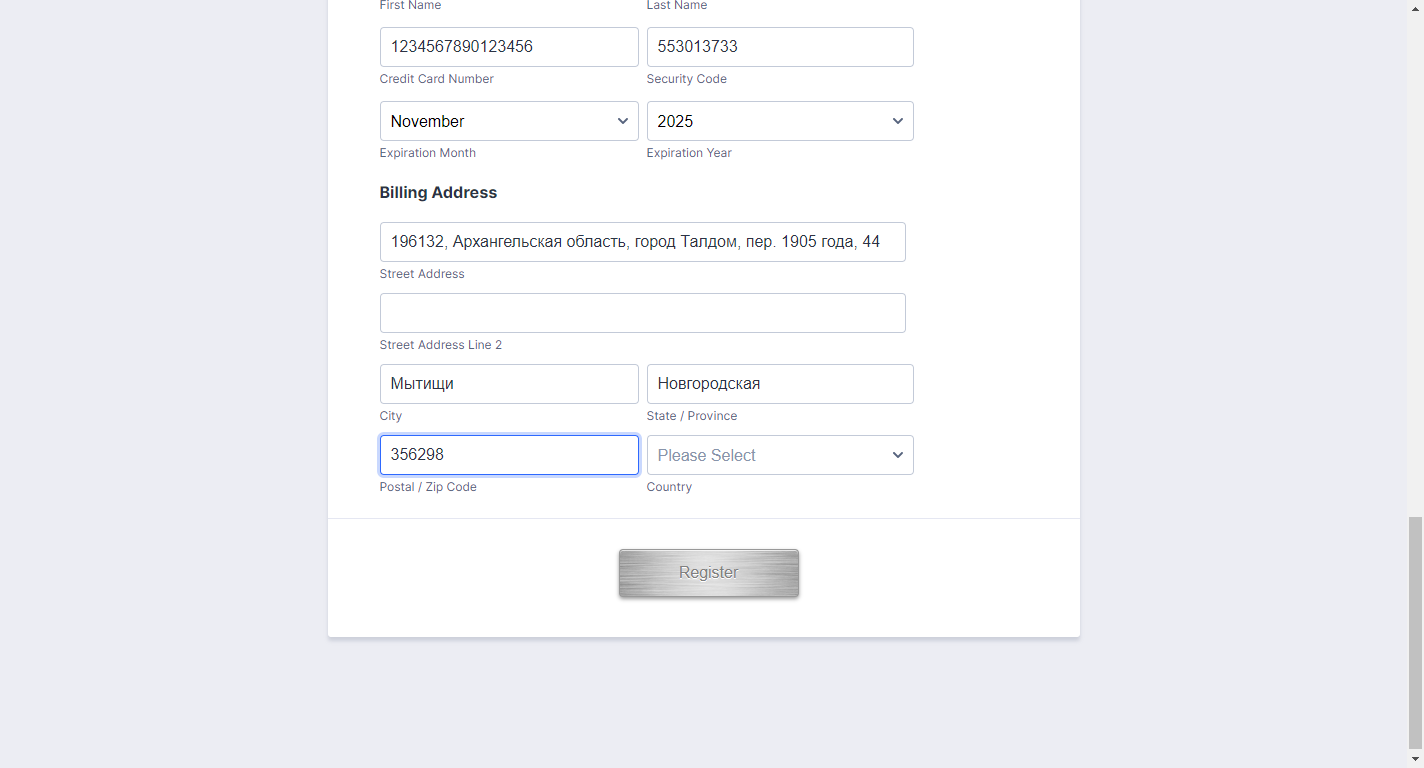 First Name Last Name
1234567890123456 553013733
Credit Card Number Security Code
November 2025
Expiration Month Expiration Year
Billing Address
196132, Архангельская область, город Талдом, пер. 1905 года, 44
Street Address
Street Address Line 2
Мытищи Новгородская
City State / Province
356298 Please Select
Postal / Zip Code Country
Register